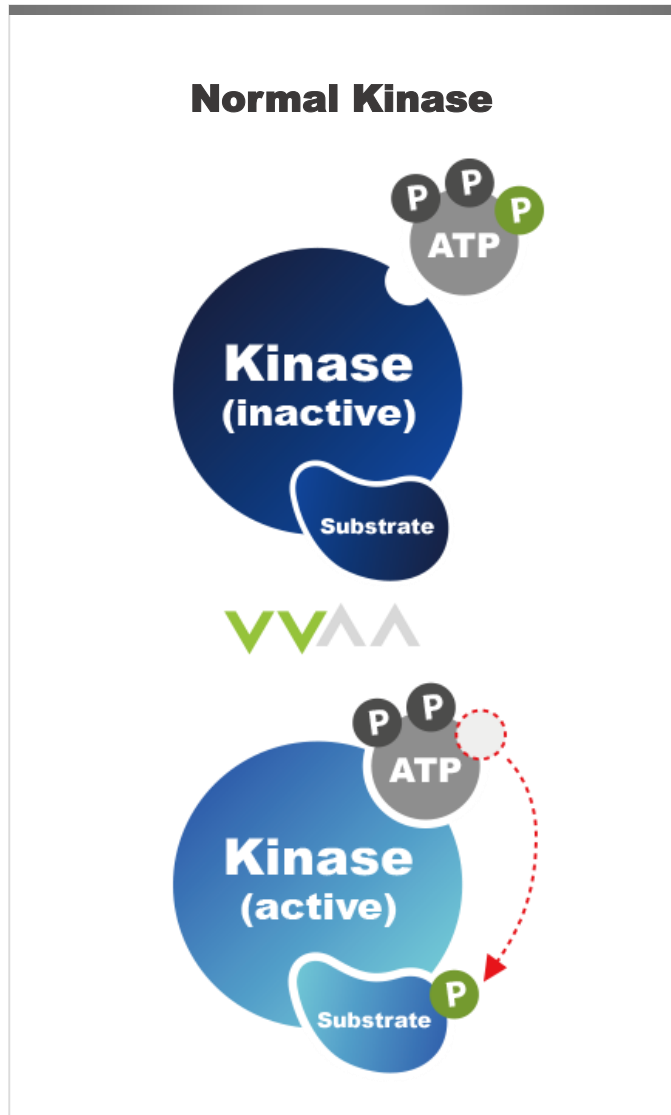 Normal Kinase
P P P
ATP
Kinase
(inactive)
Substrate
P P
ATP
Kinase
(active)
P
Substrate